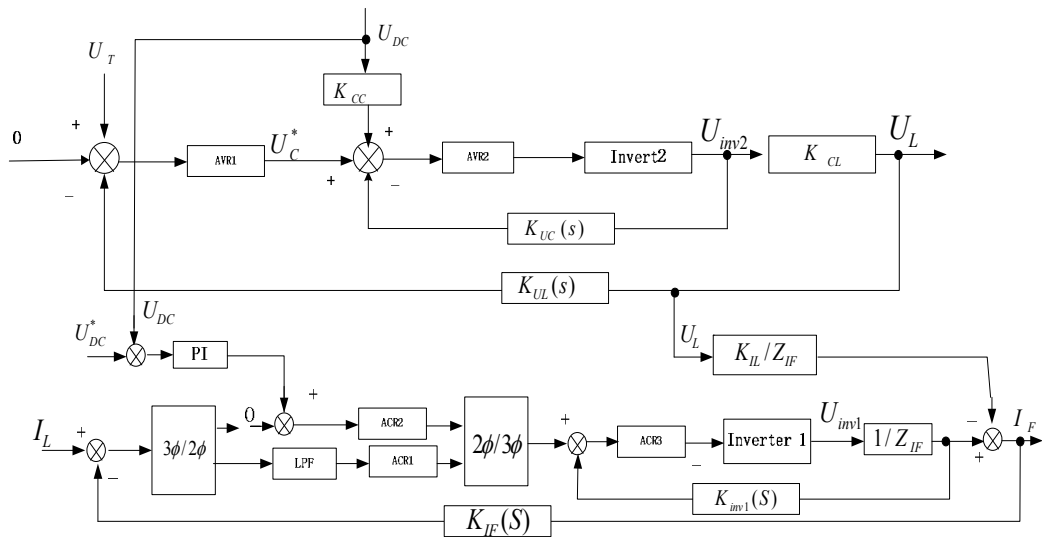 U_DC
U_T
K_CC
0
+
+
U_C^*
U_inv2
U_L
AVR1
AVR2
Invert2
K_CL
+
−
−
K_UC(s)
K_UL(s)
U_DC
U_DC^*
PI
U_L
K_IL/Z_IF
+
0
+
I_L
3ϕ/2ϕ
ACR2
2ϕ/3ϕ
+
U_inv1
−
I_F
ACR3
Inverter 1
1/Z_IF
LPF
ACR1
−
+
−
K_inv1(S)
K_IF(S)